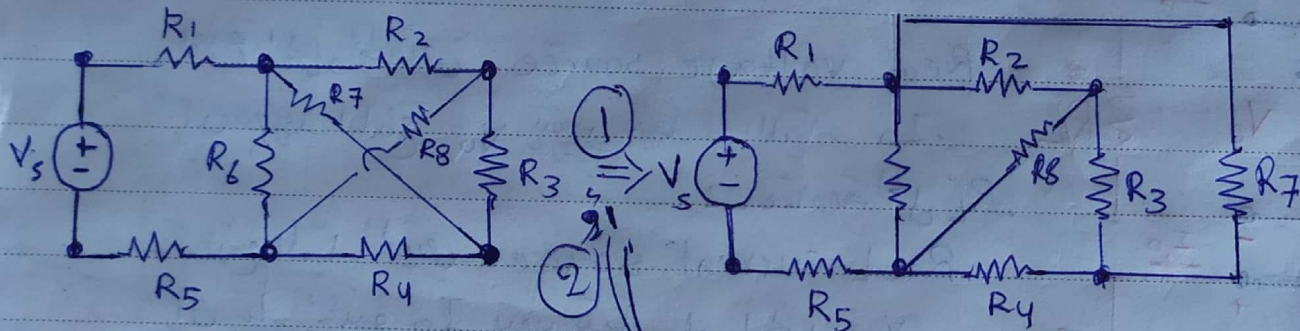 R1 R2
R7
R8
Vs + - R6 R3
R5 R4
1
⇒
2
R1 R2
Vs + - R8 R3 R7
R5 R4